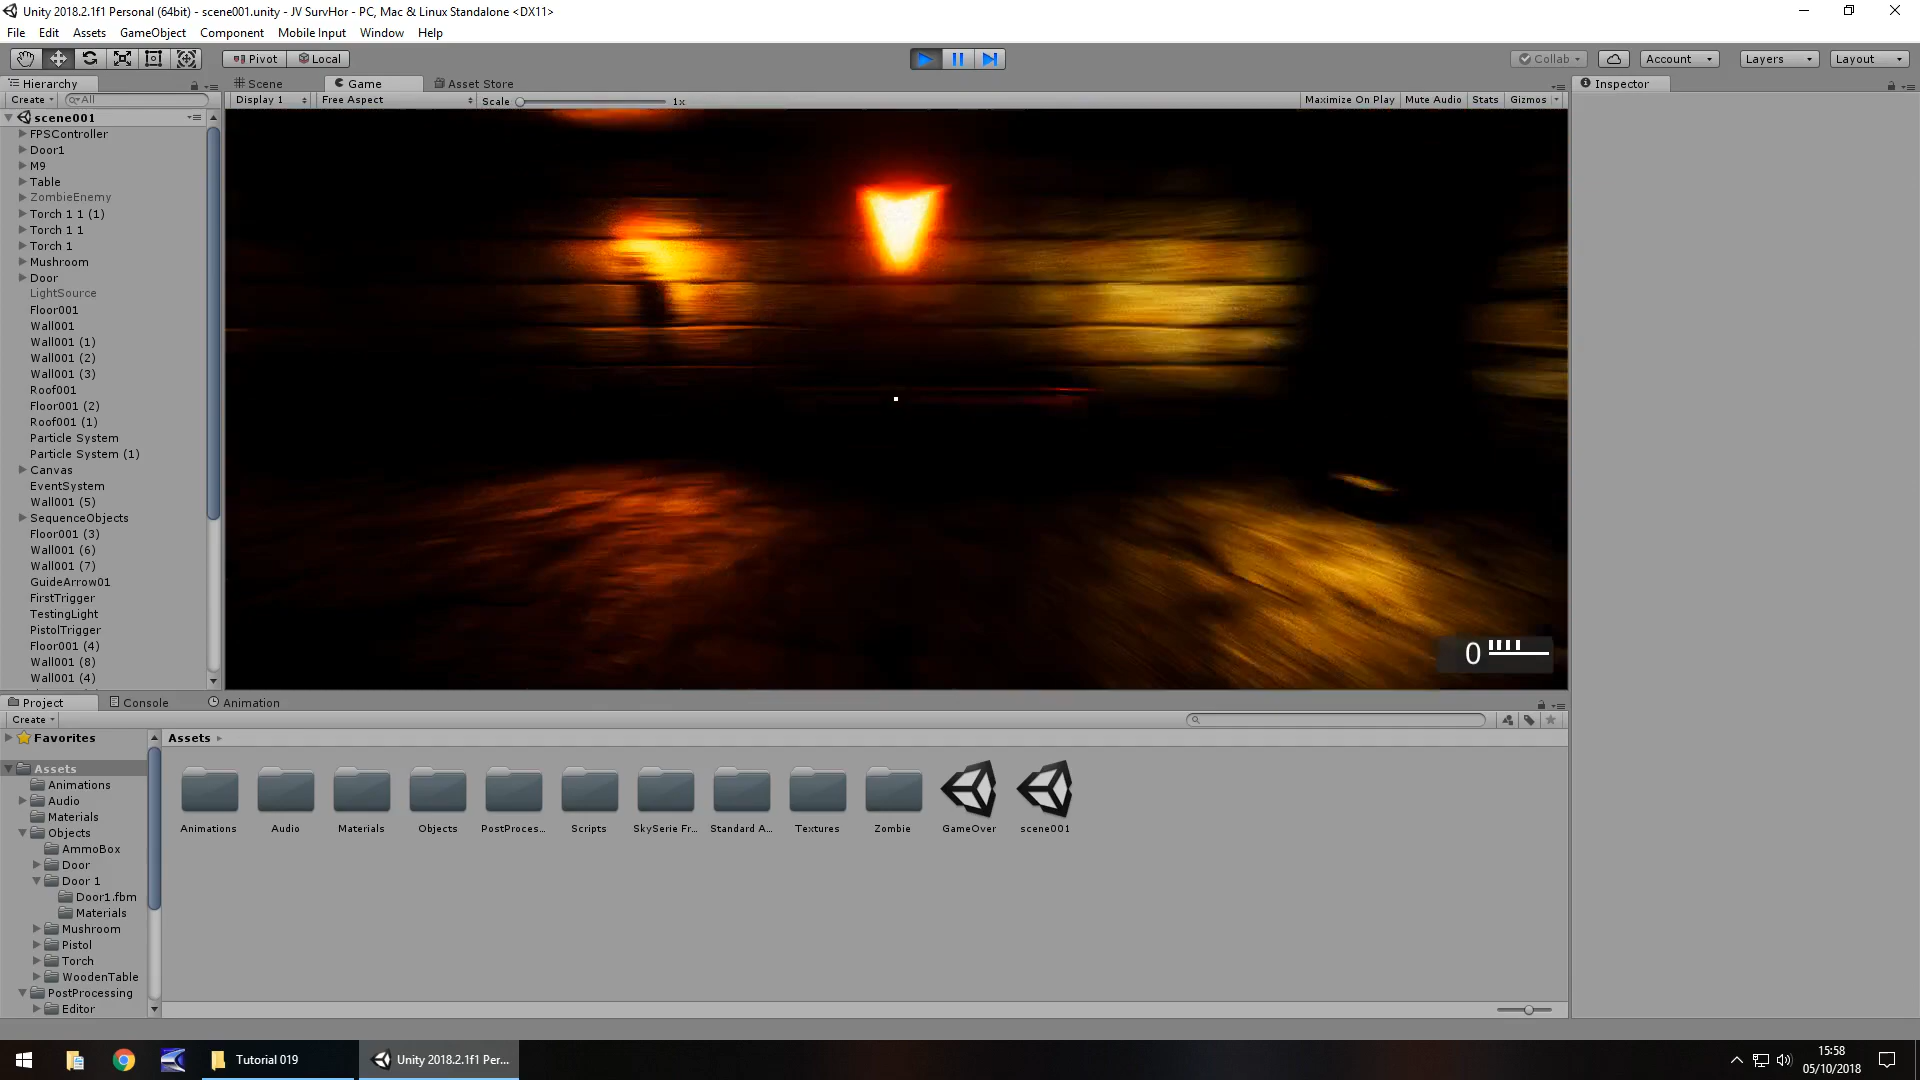 Unity 2018.2.1f1 Personal (64bit) - scene001.unity - JV SurvHor - PC, Mac & Linux Standalone <DX11>
File Edit Assets GameObject Component Mobile Input Window Help
Pivot Local Collab Account Layers Layout
Hierarchy
Create All
scene001
FPSController
Door1
M9
Table
ZombieEnemy
Torch 1 1 (1)
Torch 1 1
Torch 1
Mushroom
Door
LightSource
Floor001
Wall001
Wall001 (1)
Wall001 (2)
Wall001 (3)
Roof001
Floor001 (2)
Roof001 (1)
Particle System
Particle System (1)
Canvas
EventSystem
Wall001 (5)
SequenceObjects
Floor001 (3)
Wall001 (6)
Wall001 (7)
GuideArrow01
FirstTrigger
TestingLight
PistolTrigger
Floor001 (4)
Wall001 (8)
Wall001 (4)
Scene Game Asset Store
Display 1 Free Aspect Scale 1x Maximize On Play Mute Audio Stats Gizmos
0
Inspector
Project Console Animation
Create
Favorites
Assets
Animations
Audio
Materials
Objects
AmmoBox
Door
Door 1
Door1.fbm
Materials
Mushroom
Pistol
Torch
WoodenTable
PostProcessing
Editor
Assets
Animations Audio Materials Objects PostProces... Scripts SkySerie Fr... Standard A... Textures Zombie GameOver scene001
Tutorial 019
Unity 2018.2.1f1 Per...
15:58
05/10/2018